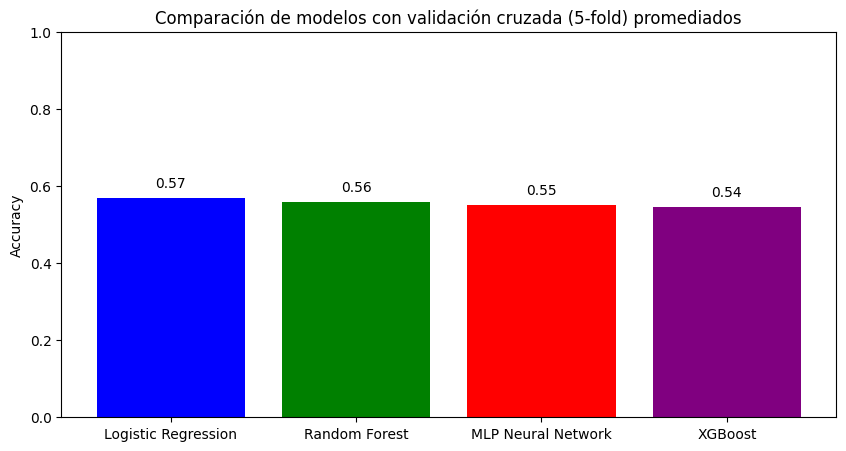 Comparación de modelos con validación cruzada (5-fold) promediados
1.0
0.8
0.6
0.4
0.2
0.0
Accuracy
0.57
0.56
0.55
0.54
Logistic Regression
Random Forest
MLP Neural Network
XGBoost